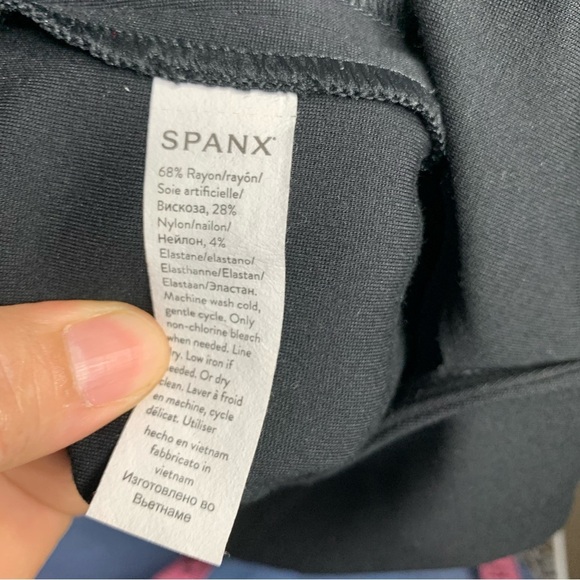 SPANX
68% Rayon/rayón/
Soie artificielle/
Вискоза, 28%
Nylon/nailon/
Нейлон, 4%
Elastane/elastano/
Elasthanne/Elastan/
Elastaan/Эластан.
Machine wash cold,
gentle cycle. Only
non-chlorine bleach
when needed. Line
ry. Low iron if
eeded. Or dry
clean. Laver à froid
en machine, cycle
délicat. Utiliser
hecho en vietnam
fabbricato in
vietnam
Изготовлено во
Вьетнаме